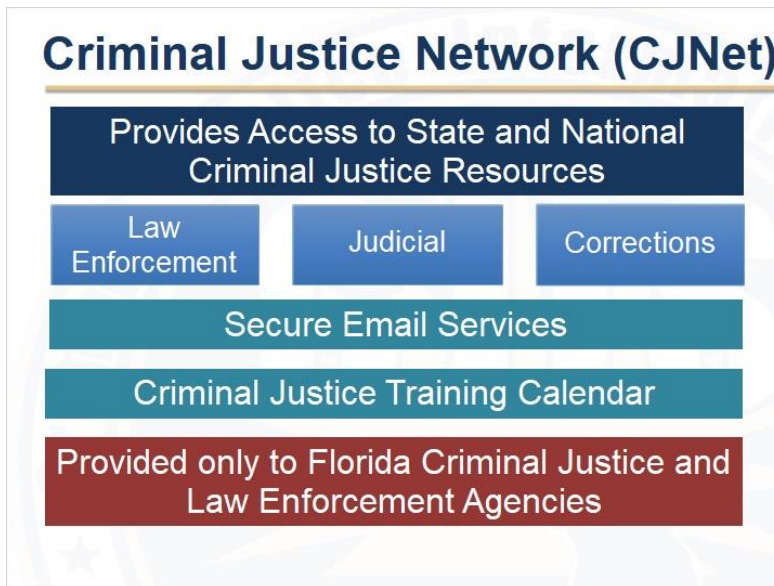 Criminal Justice Network (CJNet)
Provides Access to State and National
Criminal Justice Resources
Law
Enforcement
Judicial
Corrections
Secure Email Services
Criminal Justice Training Calendar
Provided only to Florida Criminal Justice and
Law Enforcement Agencies